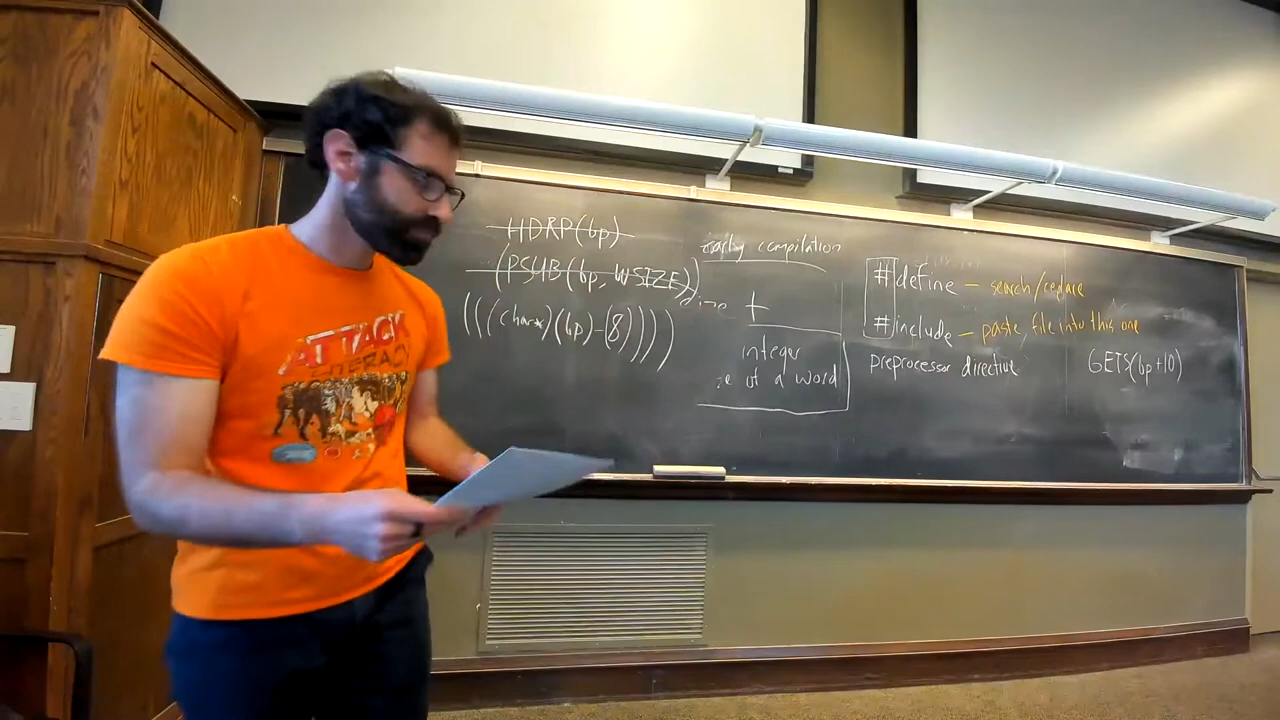 HDRP(bp)
(PSUB(bp, WSIZE))
((((char*)(bp)-(8))))
compilation
+
integer
of a word
#define - search/replace
#include - paste file into this one
preprocessor directive
GETS(bp+10)
ATTACK
LITERACY